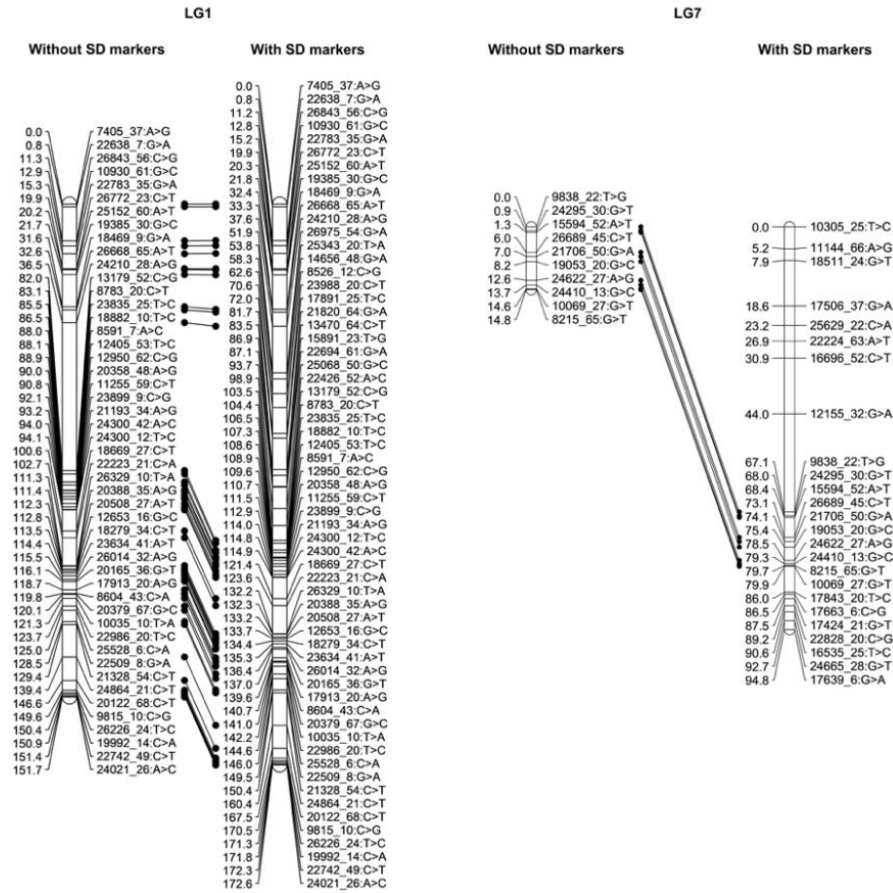 LG1
Without SD markers
0.0 7405_37:A>G
0.8 22638_7:G>A
11.3 26843_56:C>G
12.9 10930_61:G>C
15.3 22783_35:G>A
19.9 26772_23:C>T
20.2 25152_60:A>T
21.7 19385_30:G>C
31.6 18469_9:G>A
32.6 26668_65:A>T
36.5 24210_28:A>G
82.0 13179_52:C>G
83.1 8783_20:C>T
85.5 23835_25:T>C
86.5 18882_10:T>C
88.0 8591_7:A>C
88.1 12405_53:T>C
88.9 12950_62:C>G
90.0 20358_48:A>G
90.8 11255_59:C>T
92.1 23899_9:C>G
93.2 21193_34:A>G
94.0 24300_42:A>C
94.1 24300_12:T>C
100.6 18669_27:C>T
102.7 22223_21:C>A
111.3 26329_10:T>A
111.4 20388_35:A>G
112.3 20508_27:A>T
112.8 12653_16:G>C
113.5 18279_34:C>T
114.4 23634_41:A>T
115.5 26014_32:A>G
116.1 20165_36:G>T
118.7 17913_20:A>G
119.8 8604_43:C>A
120.1 20379_67:G>C
121.3 10035_10:T>A
123.7 22986_20:T>C
125.0 25528_6:C>A
128.5 22509_8:G>A
129.4 21328_54:C>T
139.4 24864_21:C>T
146.6 20122_68:C>T
149.6 9815_10:C>G
150.4 26226_24:T>C
150.9 19992_14:C>A
151.4 22742_49:C>T
151.7 24021_26:A>C
With SD markers
0.0 7405_37:A>G
0.8 22638_7:G>A
11.2 26843_56:C>G
12.8 10930_61:G>C
15.2 22783_35:G>A
19.9 26772_23:C>T
20.3 25152_60:A>T
21.8 19385_30:G>C
32.4 18469_9:G>A
33.3 26668_65:A>T
37.6 24210_28:A>G
51.9 26975_54:G>A
53.8 25343_20:T>A
58.3 14656_48:G>A
62.6 8526_12:C>G
70.6 23988_20:C>T
72.0 17891_25:T>C
81.7 21820_64:G>A
83.5 13470_64:C>T
86.9 15891_23:T>G
87.1 22694_61:G>A
93.7 25068_50:G>C
98.9 22426_52:A>C
103.5 13179_52:C>G
104.4 8783_20:C>T
106.5 23835_25:T>C
107.3 18882_10:T>C
108.6 12405_53:T>C
108.9 8591_7:A>C
109.6 12950_62:C>G
110.7 20358_48:A>G
111.5 11255_59:C>T
112.9 23899_9:C>G
114.0 21193_34:A>G
114.8 24300_12:T>C
114.9 24300_42:A>C
121.4 18669_27:C>T
123.6 22223_21:C>A
132.2 26329_10:T>A
132.3 20388_35:A>G
133.2 20508_27:A>T
133.7 12653_16:G>C
134.4 18279_34:C>T
135.3 23634_41:A>T
136.4 26014_32:A>G
137.0 20165_36:G>T
139.6 17913_20:A>G
140.7 8604_43:C>A
141.0 20379_67:G>C
142.2 10035_10:T>A
144.6 22986_20:T>C
146.0 25528_6:C>A
149.5 22509_8:G>A
150.4 21328_54:C>T
160.4 24864_21:C>T
167.5 20122_68:C>T
170.5 9815_10:C>G
171.3 26226_24:T>C
171.8 19992_14:C>A
172.3 22742_49:C>T
172.6 24021_26:A>C
LG7
Without SD markers
0.0 9838_22:T>G
0.9 24295_30:G>T
1.3 15594_52:A>T
6.0 26689_45:C>T
7.0 21706_50:G>A
8.2 19053_20:G>C
12.6 24622_27:A>G
13.7 24410_13:G>C
14.6 10069_27:G>T
14.8 8215_65:G>T
With SD markers
0.0 10305_25:T>C
5.2 11144_66:A>G
7.9 18511_24:G>T
18.6 17506_37:G>A
23.2 25629_22:C>A
26.9 22224_63:A>T
30.9 16696_52:C>T
44.0 12155_32:G>A
67.1 9838_22:T>G
68.0 24295_30:G>T
68.4 15594_52:A>T
73.1 26689_45:C>T
74.1 21706_50:G>A
75.4 19053_20:G>C
78.5 24622_27:A>G
79.3 24410_13:G>C
79.7 8215_65:G>T
79.9 10069_27:G>T
86.0 17843_20:T>C
86.5 17663_6:C>G
87.5 17424_21:G>T
89.2 22828_20:C>G
90.6 16535_25:T>C
92.7 24665_28:G>T
94.8 17639_6:G>A